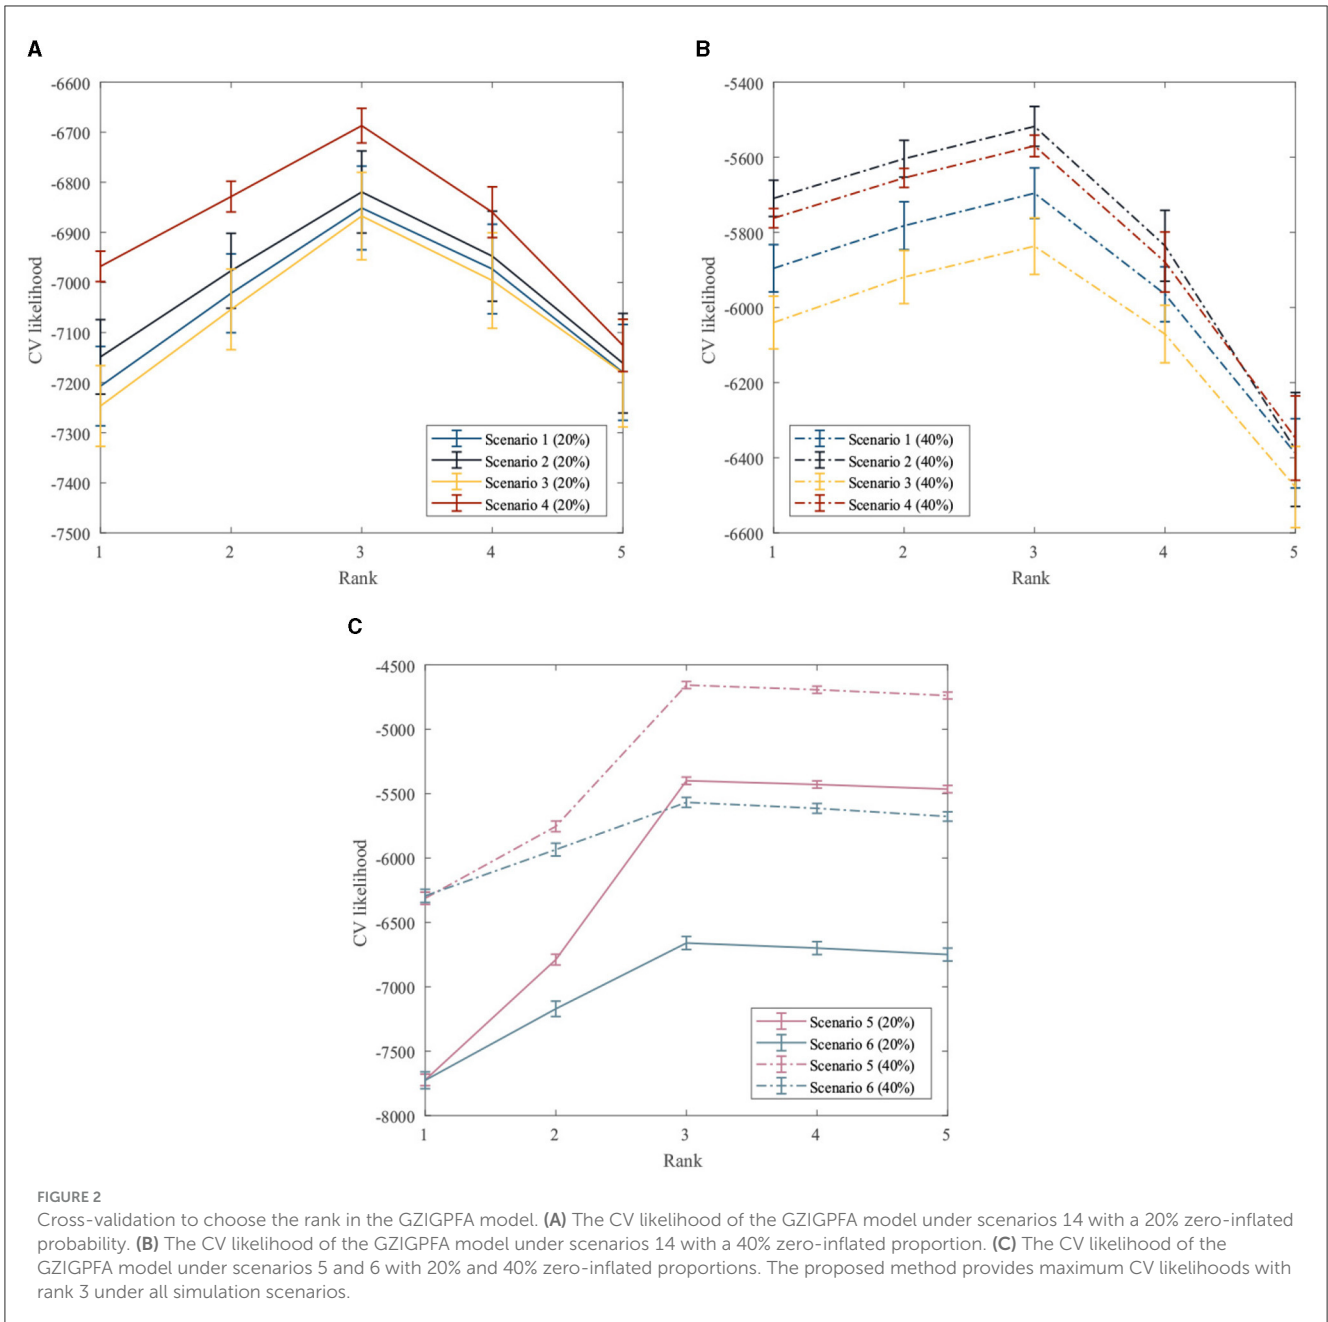 A
-6600
-6700
-6800
-6900
-7000
-7100
-7200
-7300
-7400
-7500
CV likelihood
1 2 3 4 5
Rank
Scenario 1 (20%)
Scenario 2 (20%)
Scenario 3 (20%)
Scenario 4 (20%)
B
-5400
-5600
-5800
-6000
-6200
-6400
-6600
CV likelihood
1 2 3 4 5
Rank
Scenario 1 (40%)
Scenario 2 (40%)
Scenario 3 (40%)
Scenario 4 (40%)
C
-4500
-5000
-5500
-6000
-6500
-7000
-7500
-8000
CV likelihood
1 2 3 4 5
Rank
Scenario 5 (20%)
Scenario 6 (20%)
Scenario 5 (40%)
Scenario 6 (40%)
FIGURE 2
Cross-validation to choose the rank in the GZIGPFA model. (A) The CV likelihood of the GZIGPFA model under scenarios 14 with a 20% zero-inflated
probability. (B) The CV likelihood of the GZIGPFA model under scenarios 14 with a 40% zero-inflated proportion. (C) The CV likelihood of the
GZIGPFA model under scenarios 5 and 6 with 20% and 40% zero-inflated proportions. The proposed method provides maximum CV likelihoods with
rank 3 under all simulation scenarios.